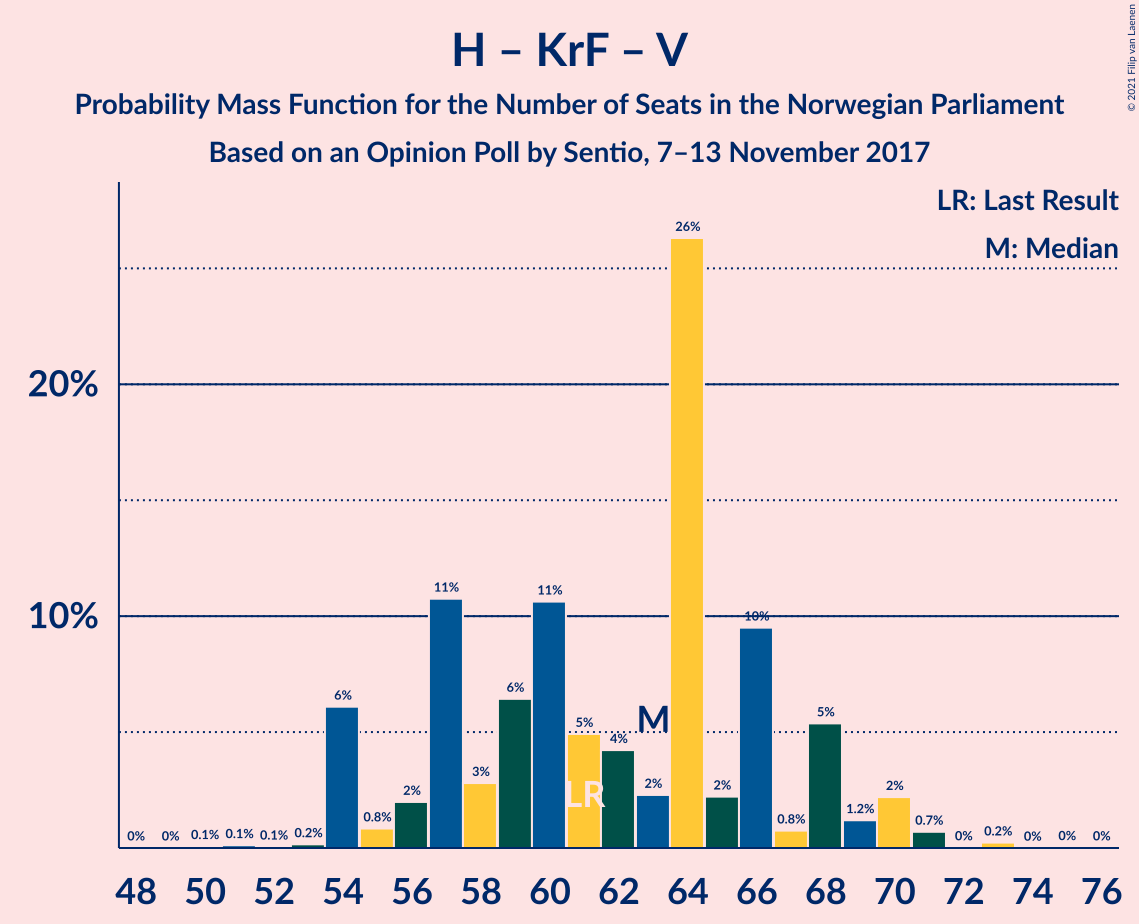 H – KrF – V
Probability Mass Function for the Number of Seats in the Norwegian Parliament
Based on an Opinion Poll by Sentio, 7–13 November 2017
© 2021 Filip van Laenen
LR: Last Result
M: Median
20%
10%
0% 0% 0.1% 0.1% 0.1% 0.2% 6% 0.8% 2% 11% 3% 6% 11% 5% 4% 2% 26% 2% 10% 0.8% 5% 1.2% 2% 0.7% 0% 0.2% 0% 0% 0%
M
LR
48 50 52 54 56 58 60 62 64 66 68 70 72 74 76